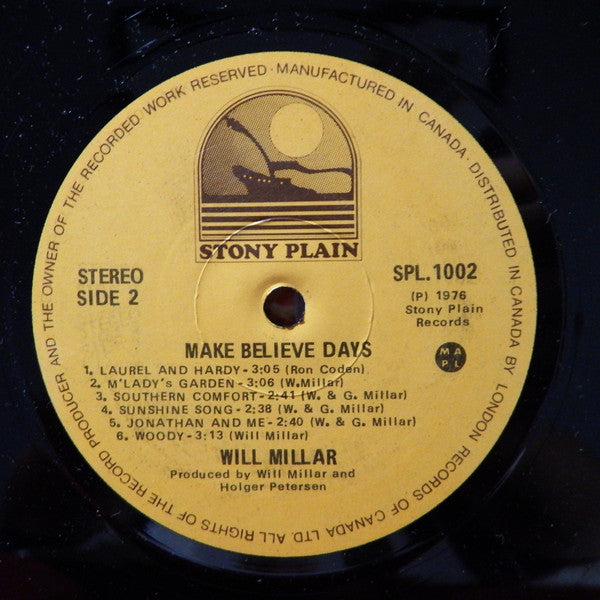 PRODUCER AND THE OWNER OF THE RECORDED WORK RESERVED · MANUFACTURED IN CANADA · DISTRIBUTED IN CANADA BY LONDON RECORDS OF CANADA LTD. ALL RIGHTS OF THE RECORD
STONY PLAIN
STEREO
SIDE 2
SPL.1002
(P) 1976
Stony Plain
Records
MAPL
MAKE BELIEVE DAYS
1. LAUREL AND HARDY - 3:05 (Ron Coden)
2. M'LADY's GARDEN - 3:06 (W.Millar)
3. SOUTHERN COMFORT - 2:41 (W. & G. Millar)
4. SUNSHINE SONG - 2:38 (W. & G. Millar)
5. JONATHAN AND ME - 2:40 (W. & G. Millar)
6. WOODY - 3:13 (Will Millar)
WILL MILLAR
Produced by Will Millar and
Holger Petersen